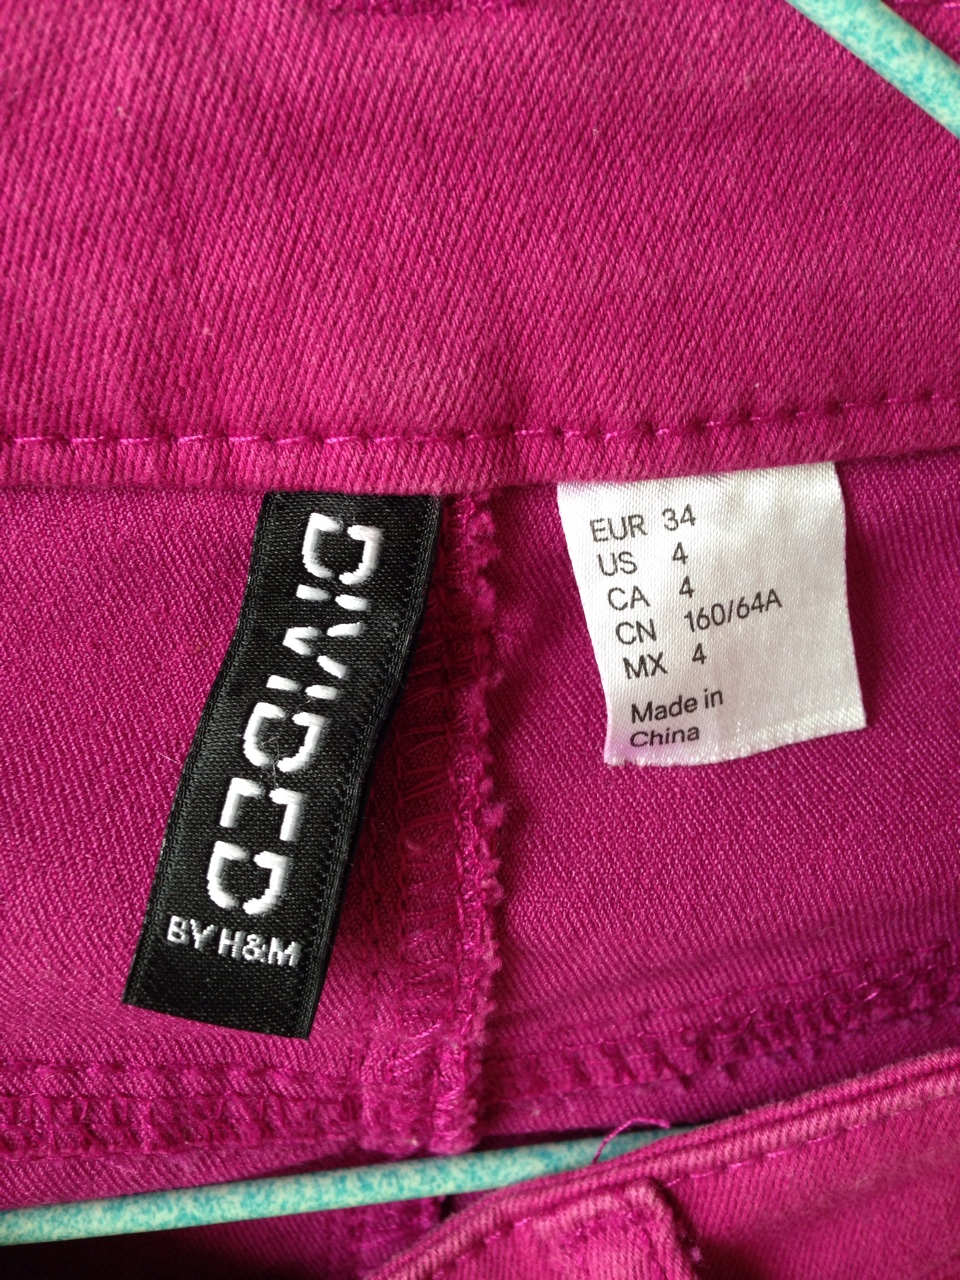 DIVIDED
BY H&M
EUR 34
US 4
CA 4
CN 160/64A
MX 4
Made in
China